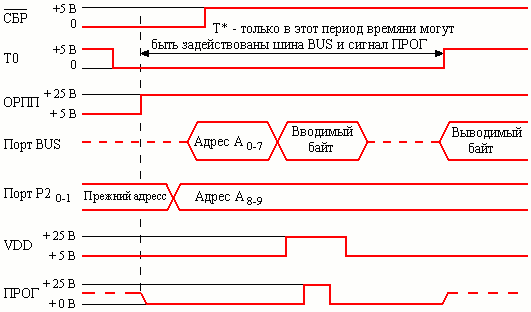 СБР
+5 В
0
Т* - только в этот период времяни могут
быть задействованы шина BUS и сигнал ПРОГ
Т0
+5 В
0
ОРПП
+25 В
+5 В
Порт BUS
Адрес А 0-7
Вводимый
байт
Выводимый
байт
Порт Р2 0-1
Прежний адресс
Адрес А 8-9
VDD
+25 В
+5 В
ПРОГ
+25 В
+0 В